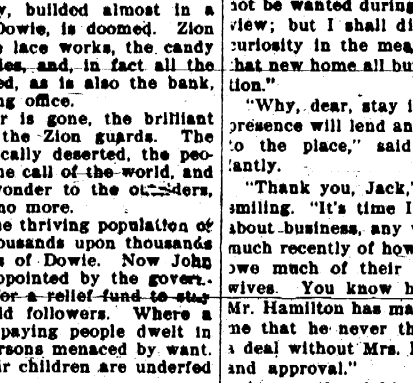 , builded almost in a
Dowie, is doomed. Zion
lace works, the candy
and, in fact all the
ed, as is also the bank,
ng office.
r is gone, the brilliant
the Zion guards. The
cally deserted, the peo-
e call of the world, and
wonder to the outsiders,
no more.
e thriving population of
ousands upon thousands
s of Dowie. Now John
ppointed by the govern-
for a relief fund to stay
ld followers. Where a
paying people dwelt in
rsons menaced by want.
ir children are underfed
not be wanted during
view; but I shall di
curiosity in the mea
that new home all bu
tion."
"Why, dear, stay i
presence will lend an
to the place," said
antly.
"Thank you, Jack,"
smiling. "It's time I
about business, any
much recently of how
owe much of their
wives. You know h
Mr. Hamilton has ma
me that he never th
a deal without Mrs.
and approval."